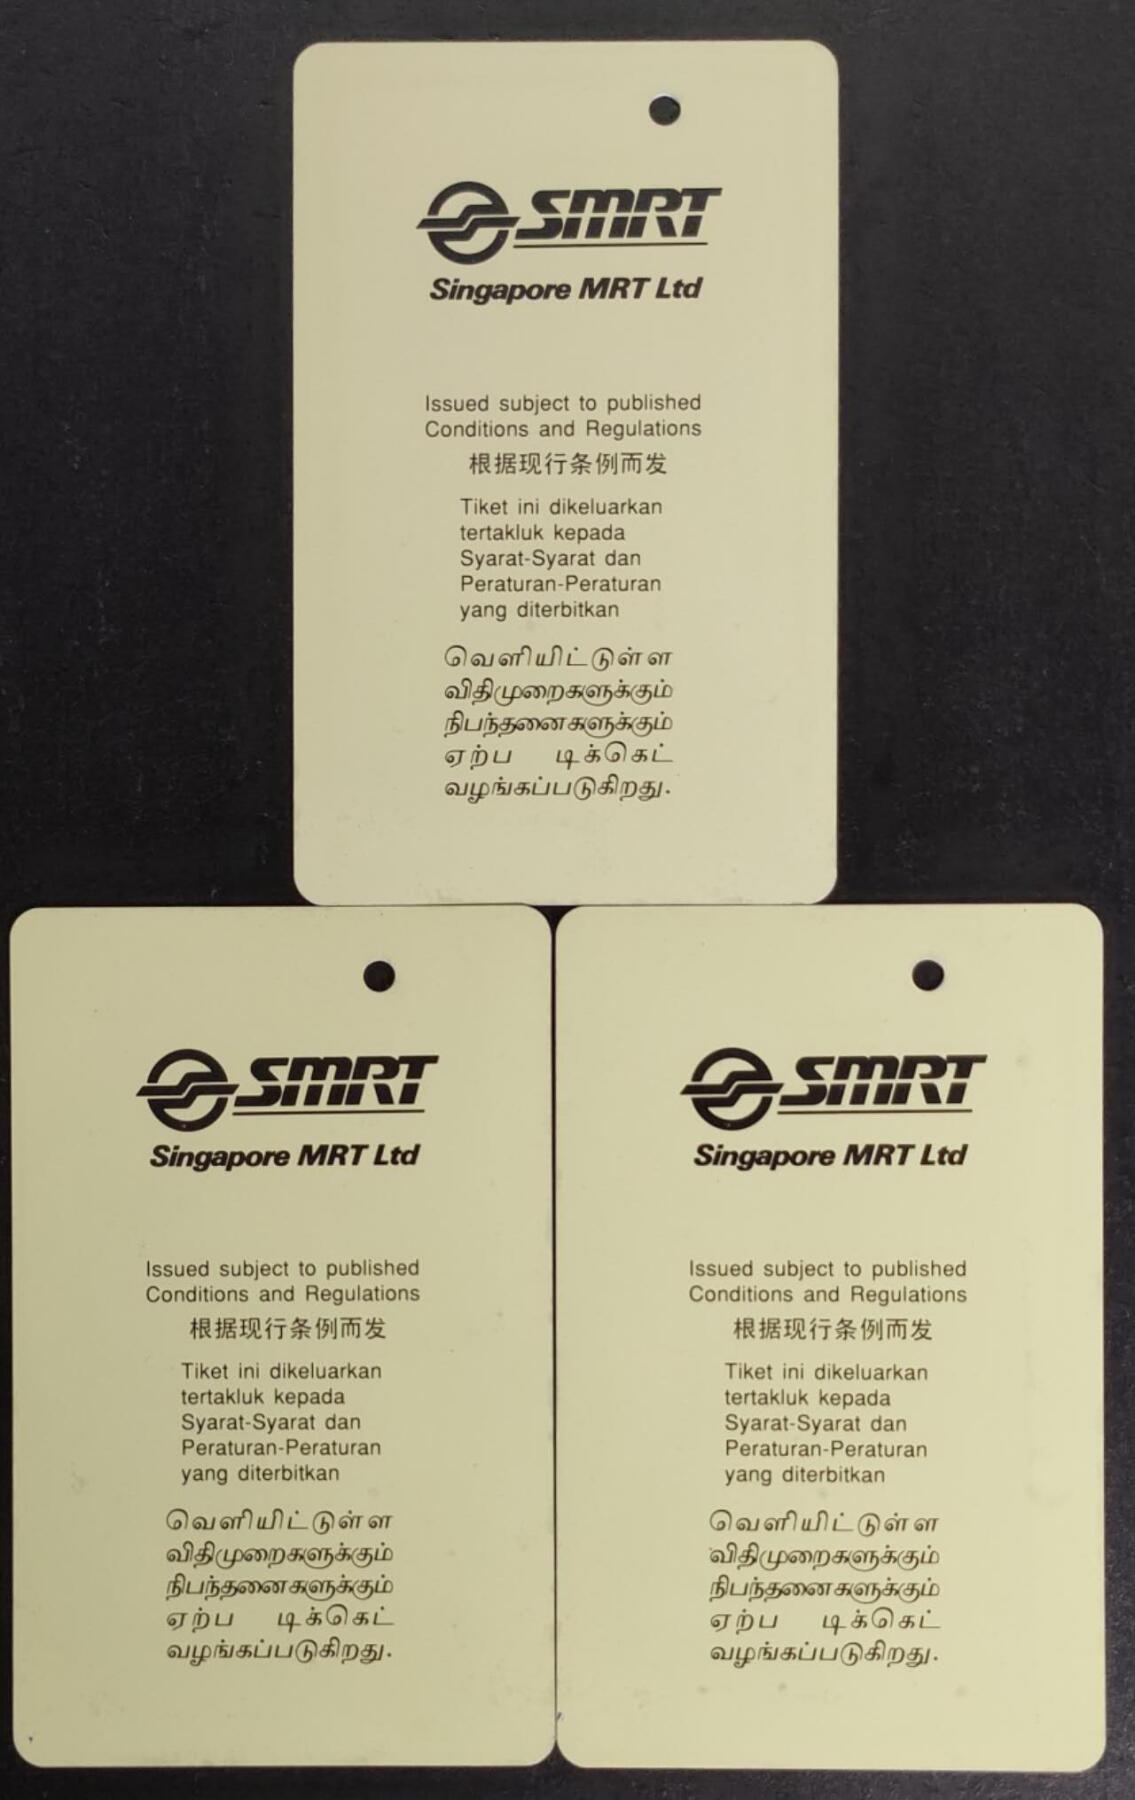 SMRT
Singapore MRT Ltd
Issued subject to published
Conditions and Regulations
根据现行条例而发
Tiket ini dikeluarkan
tertakluk kepada
Syarat-Syarat dan
Peraturan-Peraturan
yang diterbitkan
வெளியிட்டுள்ள
விதிமுறைகளுக்கும்
நிபந்தனைகளுக்கும்
ஏற்ப டிக்கெட்
வழங்கப்படுகிறது.
SMRT
Singapore MRT Ltd
Issued subject to published
Conditions and Regulations
根据现行条例而发
Tiket ini dikeluarkan
tertakluk kepada
Syarat-Syarat dan
Peraturan-Peraturan
yang diterbitkan
வெளியிட்டுள்ள
விதிமுறைகளுக்கும்
நிபந்தனைகளுக்கும்
ஏற்ப டிக்கெட்
வழங்கப்படுகிறது.
SMRT
Singapore MRT Ltd
Issued subject to published
Conditions and Regulations
根据现行条例而发
Tiket ini dikeluarkan
tertakluk kepada
Syarat-Syarat dan
Peraturan-Peraturan
yang diterbitkan
வெளியிட்டுள்ள
விதிமுறைகளுக்கும்
நிபந்தனைகளுக்கும்
ஏற்ப டிக்கெட்
வழங்கப்படுகிறது.